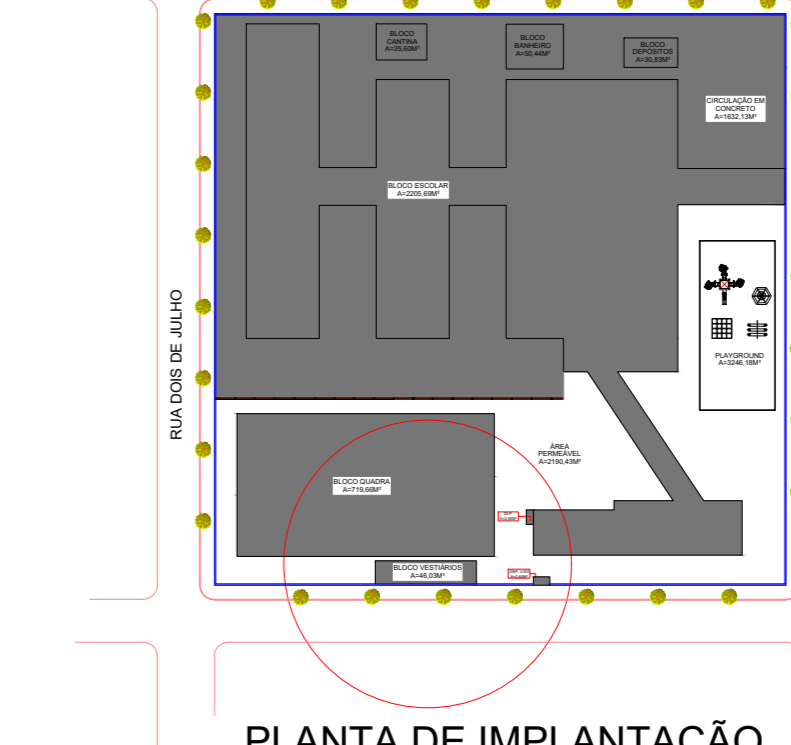 BLOCO
CANTINA
A=35,60M²
BLOCO
BANHEIRO
A=50,44M²
BLOCO
DEPÓSITOS
A=30,83M²
CIRCULAÇÃO EM
CONCRETO
A=1632,13M²
BLOCO ESCOLAR
A=2205,69M²
RUA DOIS DE JULHO
PLAYGROUND
A=3246,18M²
ÁREA
PERMEÁVEL
A=2190,43M²
BLOCO QUADRA
A=719,66M²
BLOCO VESTIÁRIOS
A=46,03M²
PLANTA DE IMPLANTAÇÃO